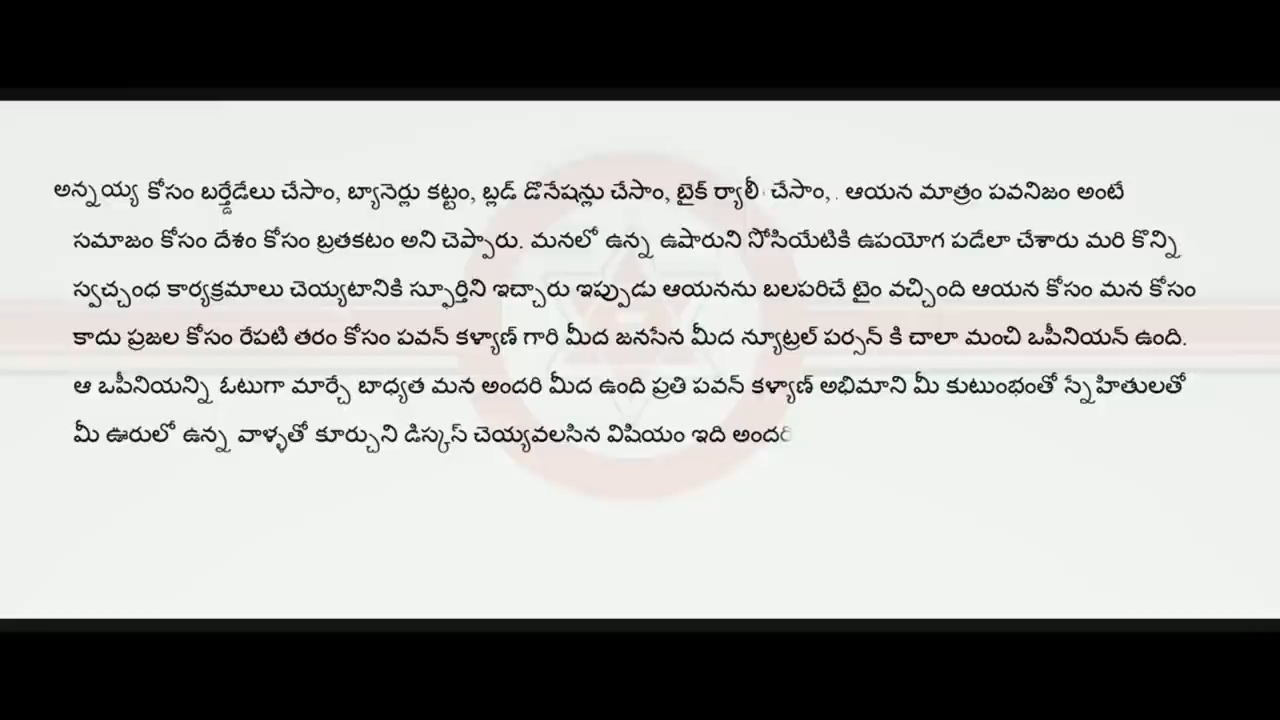 అన్నయ్య కోసం బర్త్డేడేలు చేసాం, బ్యానెర్లు కట్టం, బ్లడ్ డొనేషన్లు చేసాం, బైక్ ర్యాలీ చేసాం, . ఆయన మాత్రం పవనిజం అంటే
సమాజం కోసం దేశం కోసం బ్రతకటం అని చెప్పారు. మనలో ఉన్న ఉషారుని సోసియేటికి ఉపయోగ పడేలా చేశారు మరి కొన్ని
స్వచ్చంధ కార్యక్రమాలు చెయ్యటానికి స్ఫూర్తిని ఇచ్చారు ఇప్పుడు ఆయనను బలపరిచే టైం వచ్చింది ఆయన కోసం మన కోసం
కాదు ప్రజల కోసం రేపటి తరం కోసం పవన్ కళ్యాణ్ గారి మీద జనసేన మీద న్యూట్రల్ పర్సన్ కి చాలా మంచి ఒపీనియన్ ఉంది.
ఆ ఒపీనియన్ని ఓటుగా మార్చే బాధ్యత మన అందరి మీద ఉంది ప్రతి పవన్ కళ్యాణ్ అభిమాని మీ కుటుంభంతో స్నేహితులతో
మీ ఊరులో ఉన్న వాళ్ళతో కూర్చుని డిస్కస్ చెయ్యవలసిన విషియం ఇది అందరి